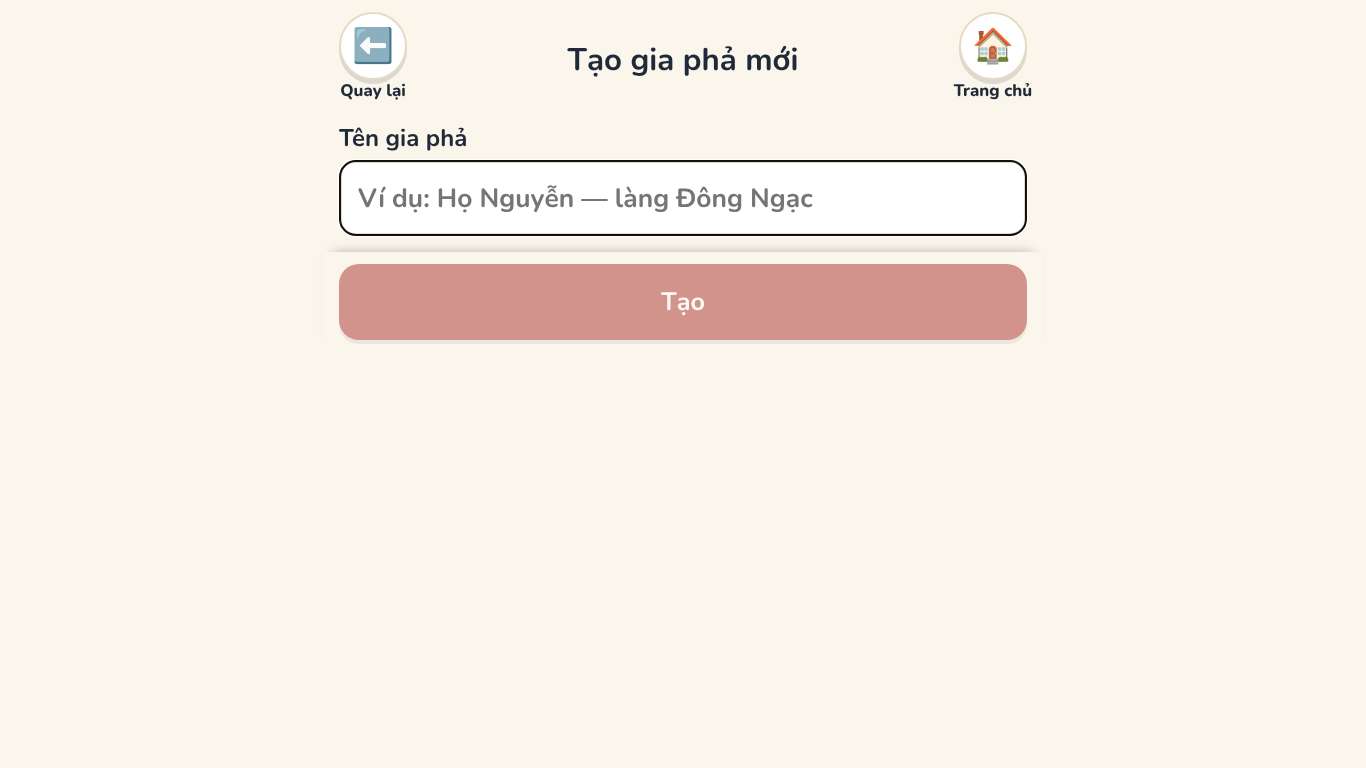 Tạo gia phả mới
Quay lại
Trang chủ
Tên gia phả
Ví dụ: Họ Nguyễn — làng Đông Ngạc
Tạo